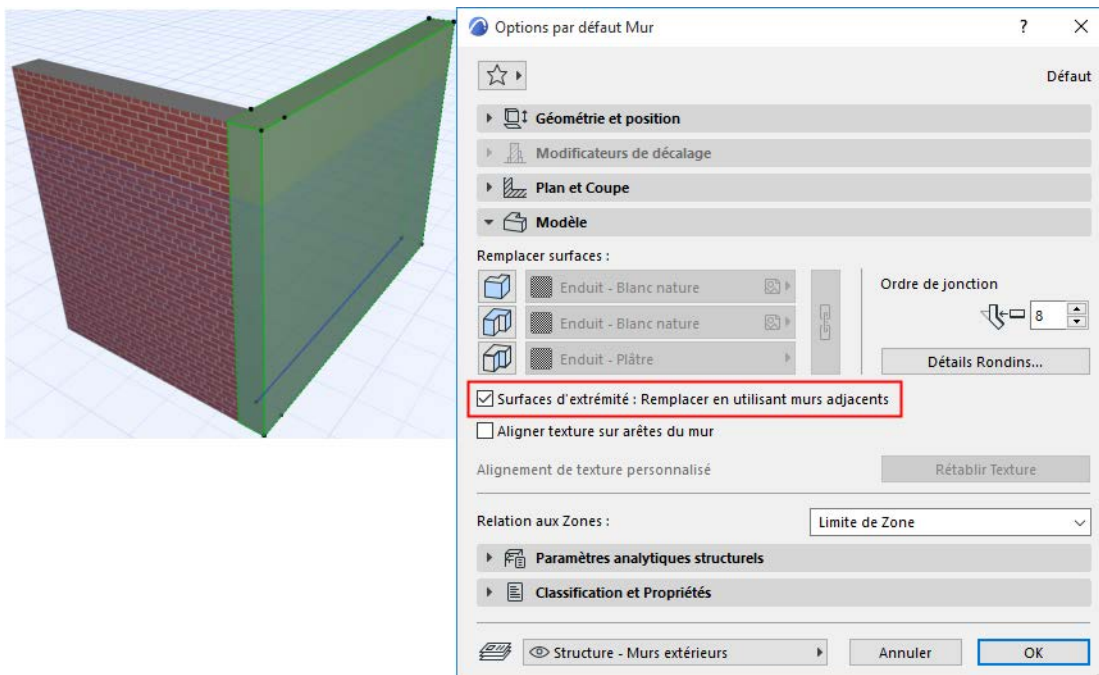 Options par défaut Mur
?
Défaut
Géométrie et position
Modificateurs de décalage
Plan et Coupe
Modèle
Remplacer surfaces :
Enduit - Blanc nature
Enduit - Blanc nature
Enduit - Plâtre
Ordre de jonction
8
Détails Rondins...
Surfaces d'extrémité : Remplacer en utilisant murs adjacents
Aligner texture sur arêtes du mur
Alignement de texture personnalisé
Rétablir Texture
Relation aux Zones :
Limite de Zone
Paramètres analytiques structurels
Classification et Propriétés
Structure - Murs extérieurs
Annuler
OK